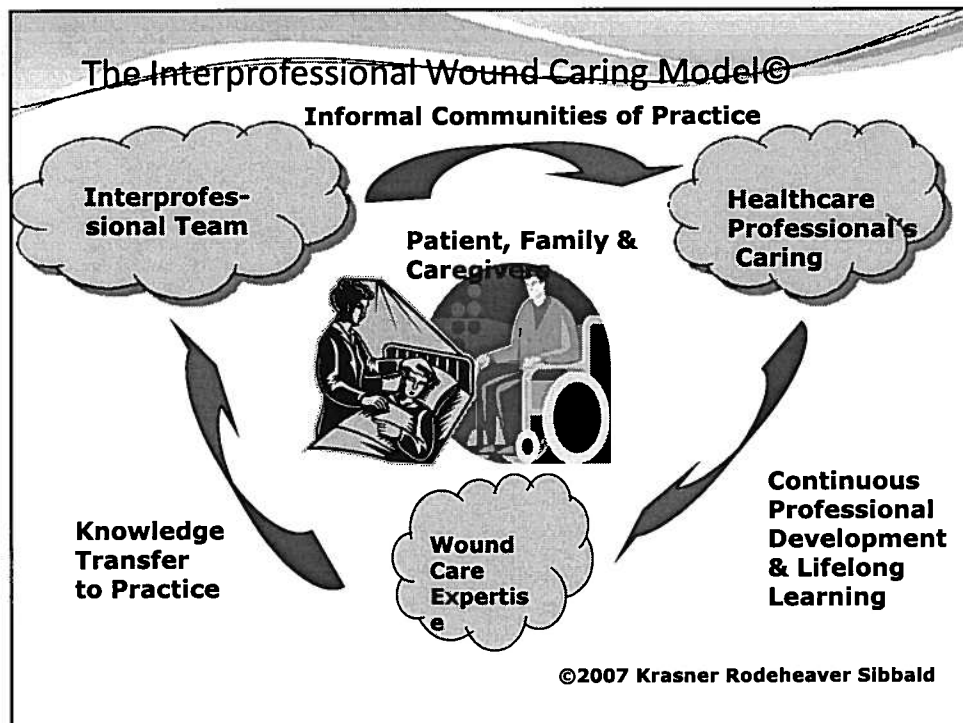 The Interprofessional Wound Caring Model©
Informal Communities of Practice
Interprofes-
sional Team
Healthcare
Professional's
Caring
Patient, Family &
Caregivers
Wound
Care
Expertis
e
Knowledge
Transfer
to Practice
Continuous
Professional
Development
& Lifelong
Learning
©2007 Krasner Rodeheaver Sibbald